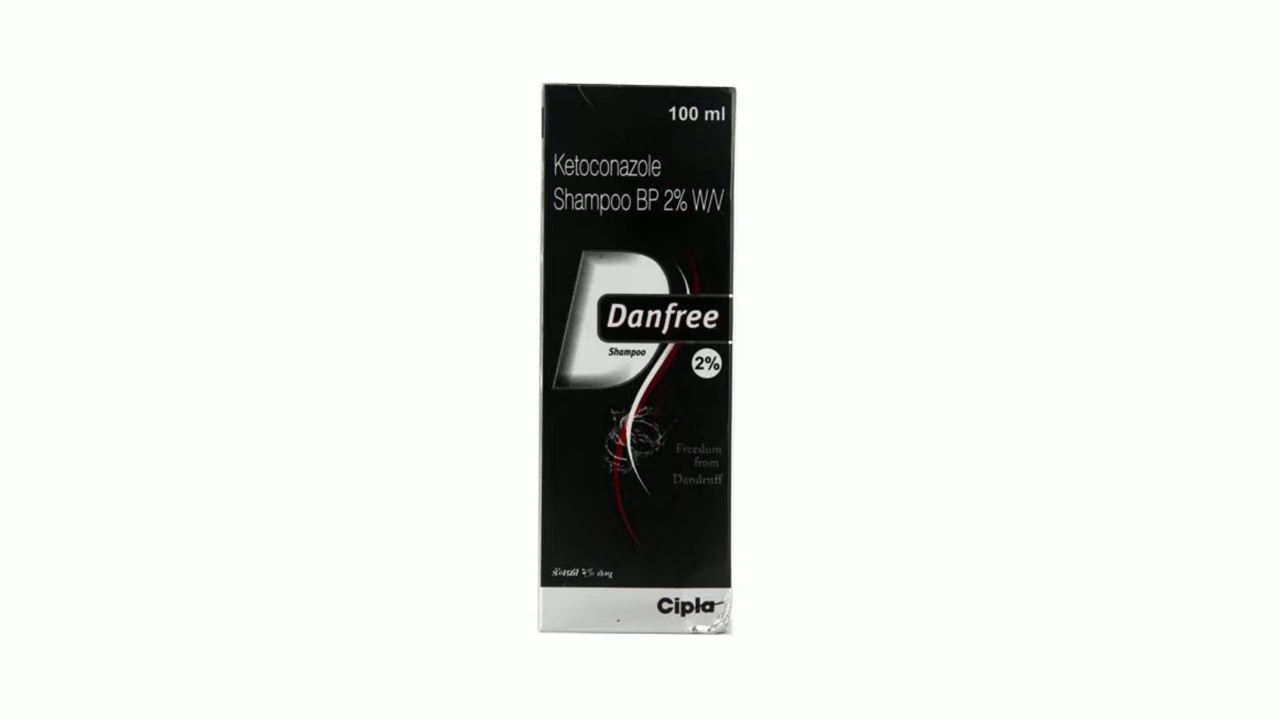 100 ml
Ketoconazole
Shampoo BP 2% W/V
Danfree
Shampoo
2%
Freedom
from
Dandruff
Cipla